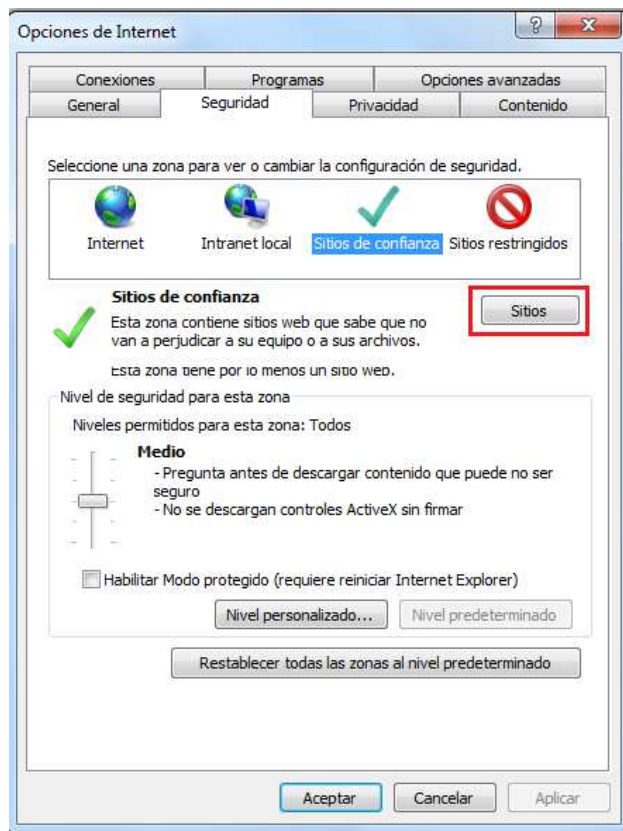 Opciones de Internet
Conexiones Programas Opciones avanzadas
General Seguridad Privacidad Contenido
Seleccione una zona para ver o cambiar la configuración de seguridad.
Internet Intranet local Sitios de confianza Sitios restringidos
Sitios de confianza
Sitios
Esta zona contiene sitios web que sabe que no
van a perjudicar a su equipo o a sus archivos.
Esta zona tiene por lo menos un sitio web.
Nivel de seguridad para esta zona
Niveles permitidos para esta zona: Todos
Medio
- Pregunta antes de descargar contenido que puede no ser
seguro
- No se descargan controles ActiveX sin firmar
Habilitar Modo protegido (requiere reiniciar Internet Explorer)
Nivel personalizado... Nivel predeterminado
Restablecer todas las zonas al nivel predeterminado
Aceptar Cancelar Aplicar